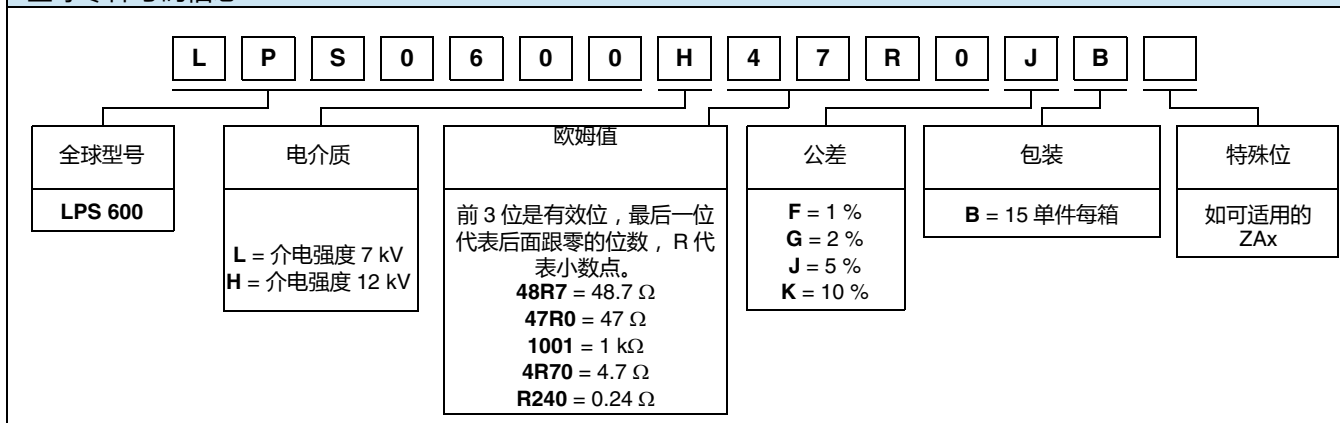 L P S 0 6 0 0 H 4 7 R 0 J B
全球型号
LPS 600
电介质
L = 介电强度 7 kV
H = 介电强度 12 kV
欧姆值
前 3 位是有效位，最后一位
代表后面跟零的位数， R 代
表小数点。
48R7 = 48.7 Ω
47R0 = 47 Ω
1001 = 1 kΩ
4R70 = 4.7 Ω
R240 = 0.24 Ω
公差
F = 1 %
G = 2 %
J = 5 %
K = 10 %
包装
B = 15 单件每箱
特殊位
如可适用的
ZAx